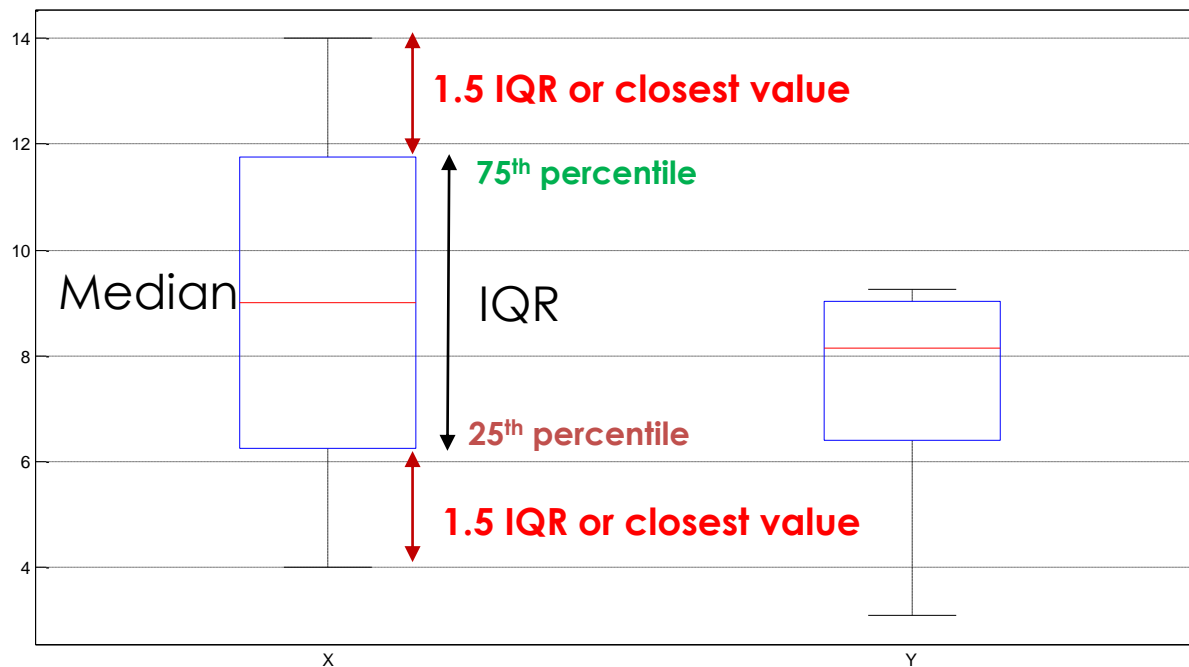 14
1.5 IQR or closest value
12
75th percentile
10
Median
IQR
8
25th percentile
6
1.5 IQR or closest value
4
X
Y